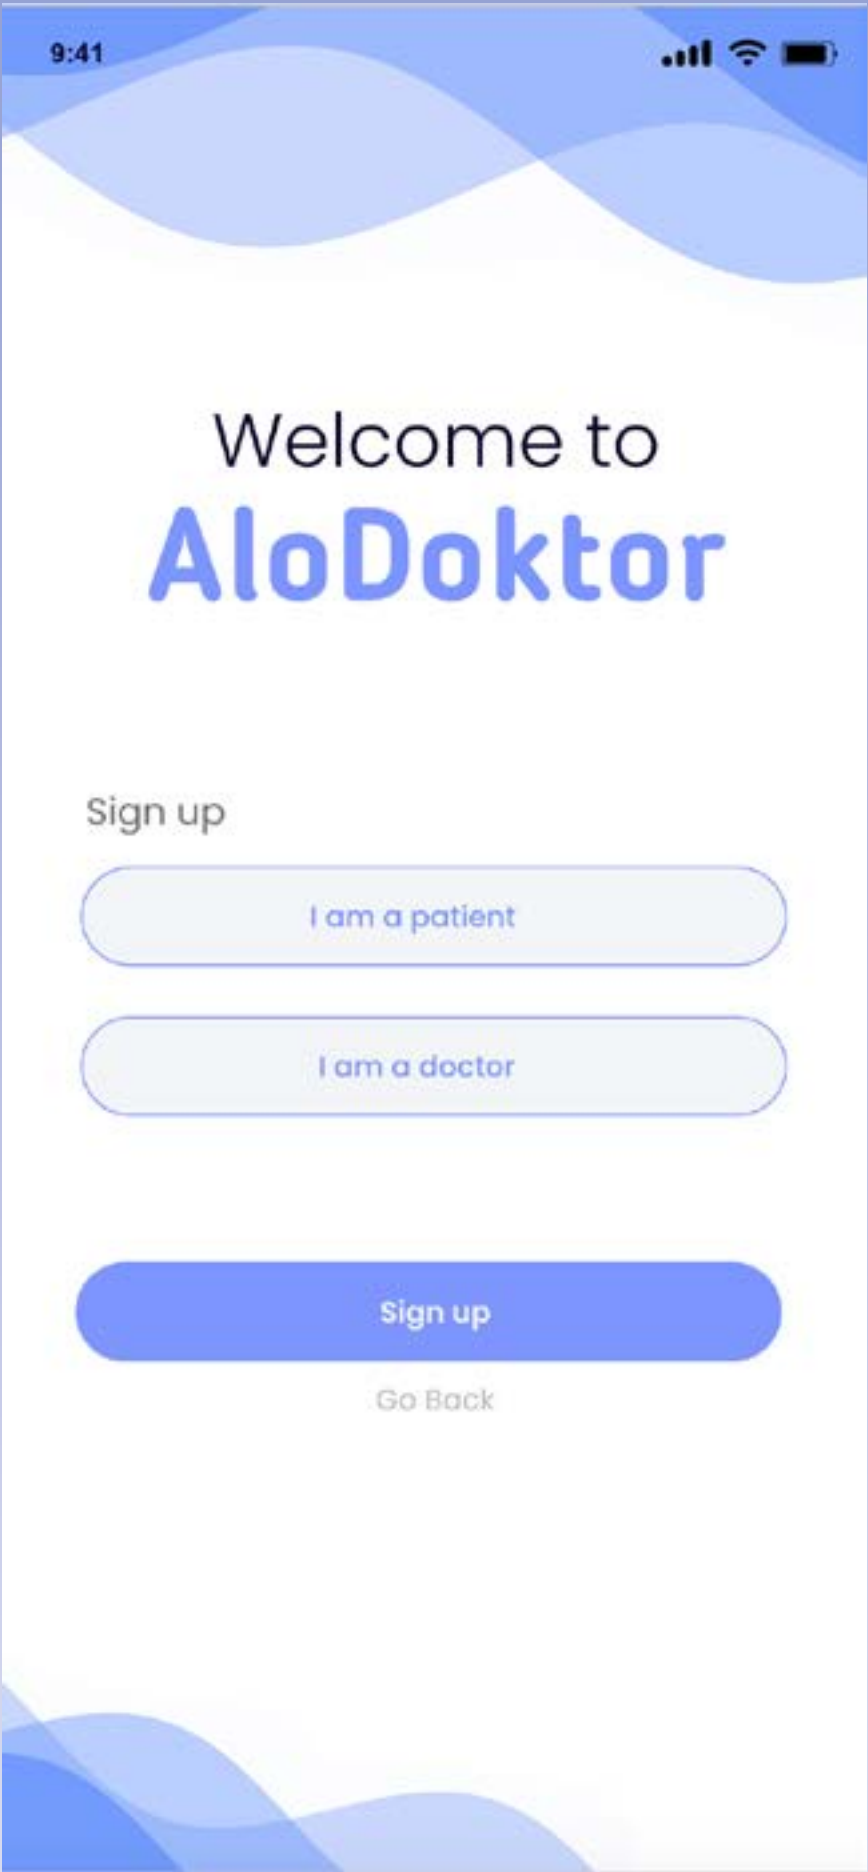 9:41
Welcome to
AloDoktor
Sign up
I am a patient
I am a doctor
Sign up
Go Back